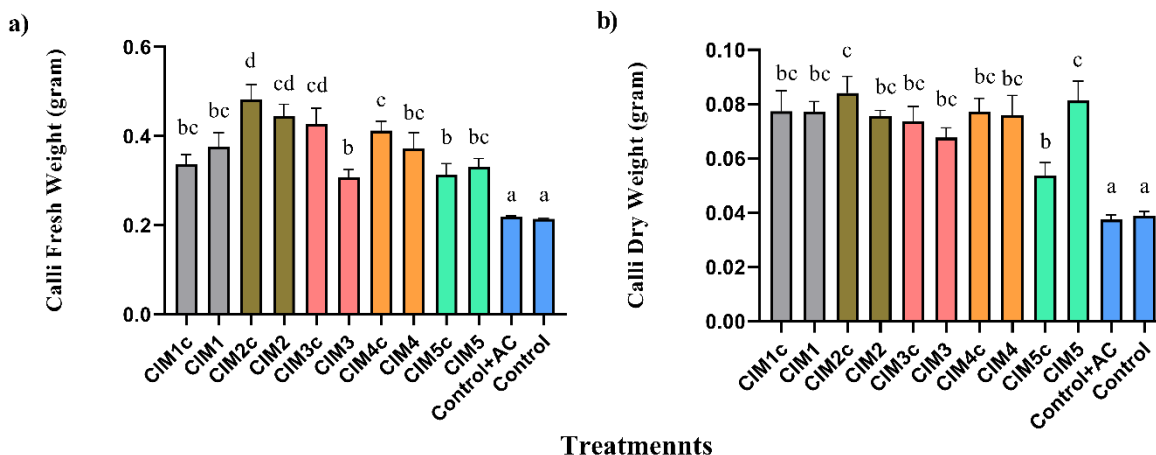 a)
Calli Fresh Weight (gram)
0.6
0.4
0.2
0.0
bc
bc
d
cd
cd
b
c
bc
b
bc
a
a
CIM1c
CIM1
CIM2c
CIM2
CIM3c
CIM3
CIM4c
CIM4
CIM5c
CIM5
Control+AC
Control
b)
Calli Dry Weight (gram)
0.10
0.08
0.06
0.04
0.02
0.00
bc
bc
c
bc
bc
bc
bc
bc
b
c
a
a
CIM1c
CIM1
CIM2c
CIM2
CIM3c
CIM3
CIM4c
CIM4
CIM5c
CIM5
Control+AC
Control
Treatmennts